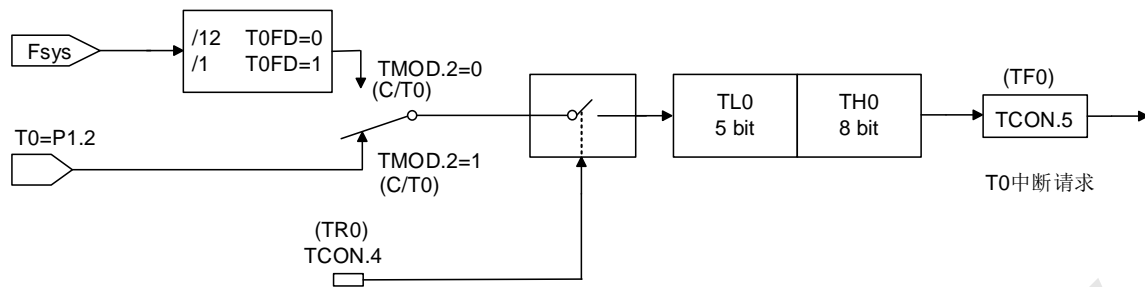 Fsys
/12 T0FD=0
/1 T0FD=1
TMOD.2=0
(C/T0)
T0=P1.2
TMOD.2=1
(C/T0)
(TR0)
TCON.4
TL0
5 bit
TH0
8 bit
(TF0)
TCON.5
T0中断请求